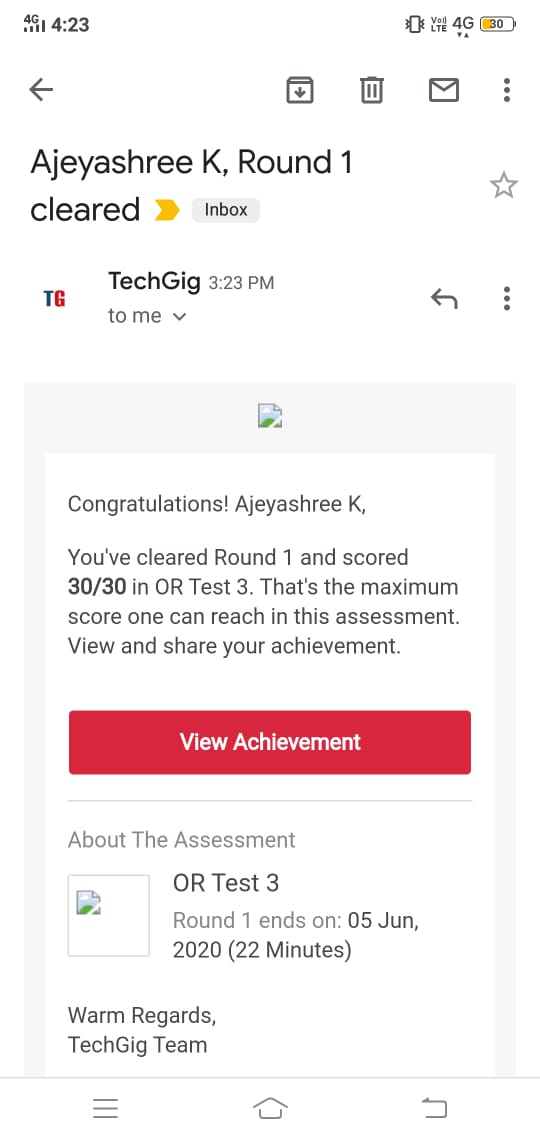 4G 4:23 Voı) LTE 4G 30
Ajeyashree K, Round 1
cleared Inbox
TechGig 3:23 PM
TG
to me
Congratulations! Ajeyashree K,
You've cleared Round 1 and scored
30/30 in OR Test 3. That's the maximum
score one can reach in this assessment.
View and share your achievement.
View Achievement
About The Assessment
OR Test 3
Round 1 ends on: 05 Jun,
2020 (22 Minutes)
Warm Regards,
TechGig Team